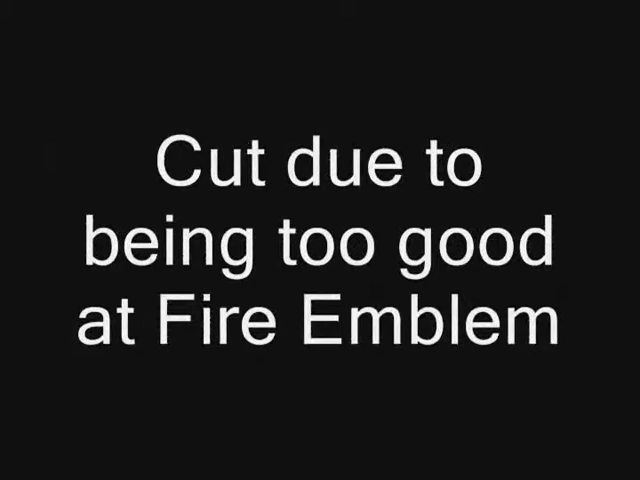 Cut due to
being too good
at Fire Emblem